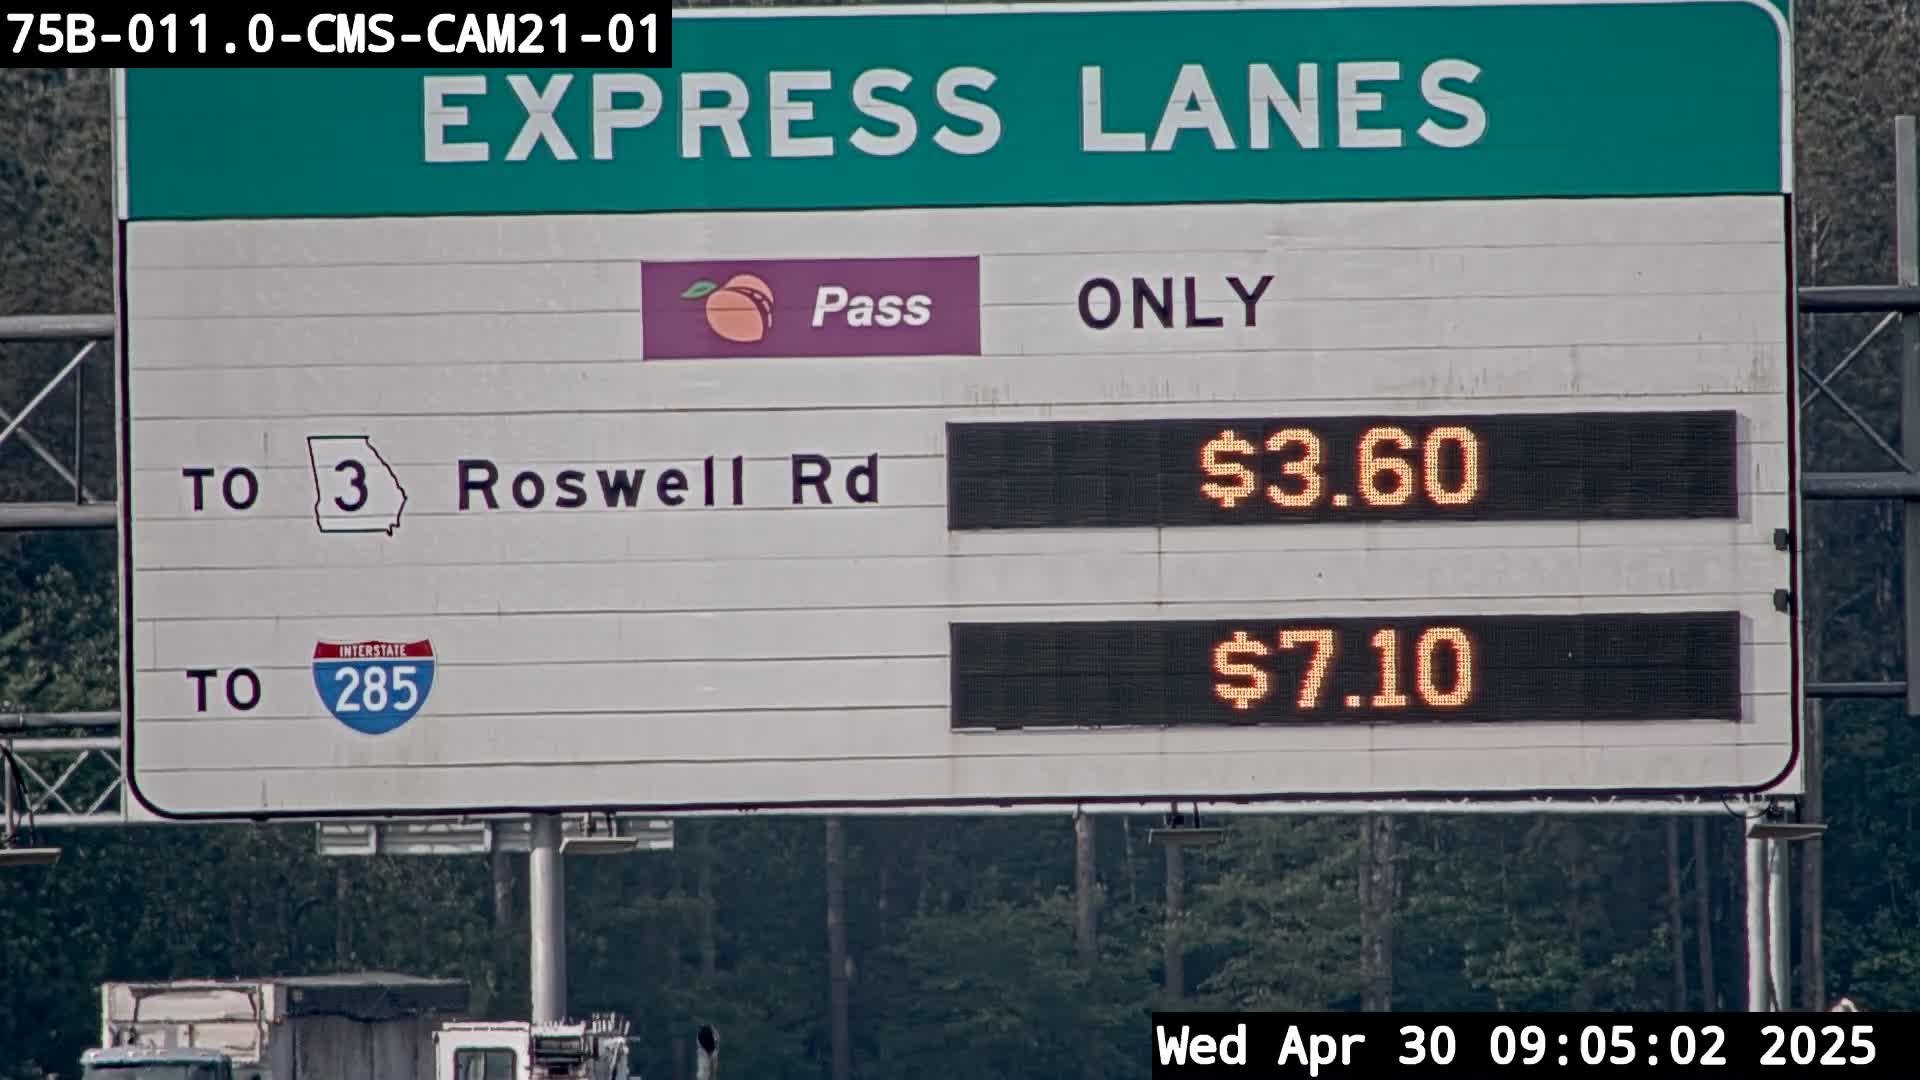 75B-011.0-CMS-CAM21-01
EXPRESS LANES
Pass ONLY
TO 3 Roswell Rd $3.60
INTERSTATE
TO 285 $7.10
Wed Apr 30 09:05:02 2025